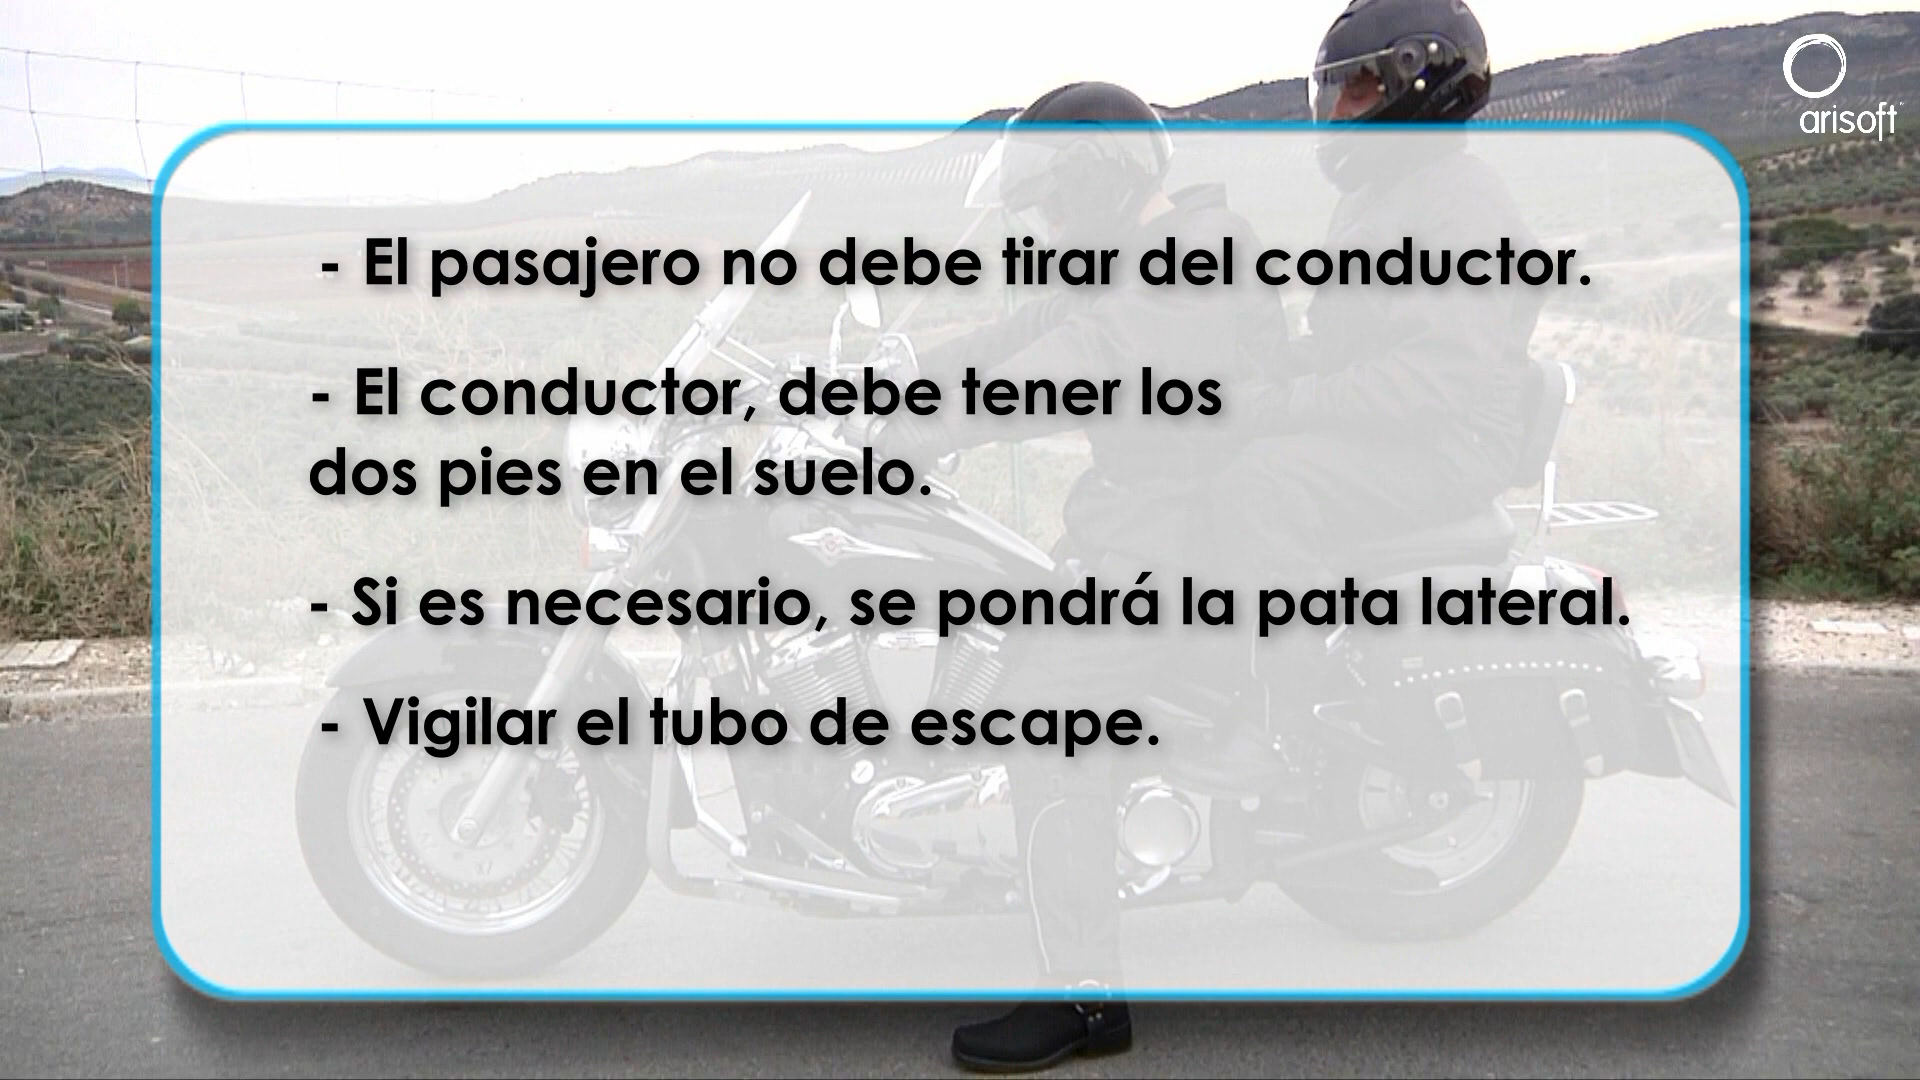 arisoft
- El pasajero no debe tirar del conductor.
- El conductor, debe tener los
dos pies en el suelo.
- Si es necesario, se pondrá la pata lateral.
- Vigilar el tubo de escape.